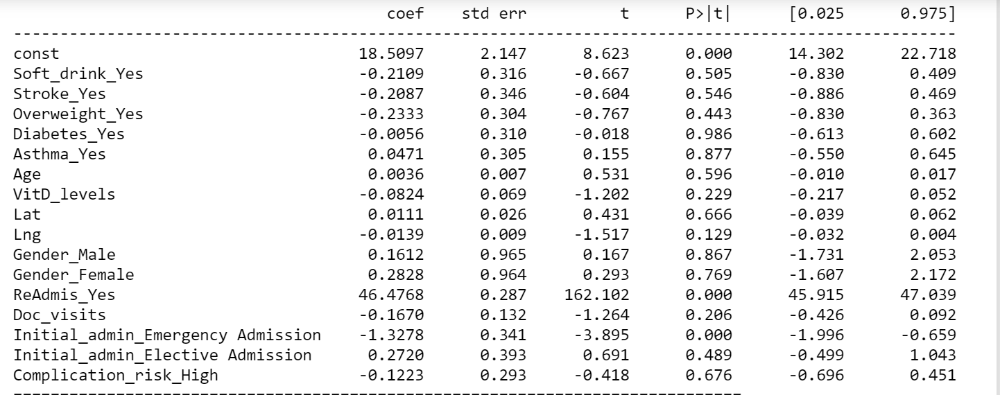 coef std err t P>|t| [0.025 0.975]
------------------------------------------------------------------------------------------------------
const 18.5097 2.147 8.623 0.000 14.302 22.718
Soft_drink_Yes -0.2109 0.316 -0.667 0.505 -0.830 0.409
Stroke_Yes -0.2087 0.346 -0.604 0.546 -0.886 0.469
Overweight_Yes -0.2333 0.304 -0.767 0.443 -0.830 0.363
Diabetes_Yes -0.0056 0.310 -0.018 0.986 -0.613 0.602
Asthma_Yes 0.0471 0.305 0.155 0.877 -0.550 0.645
Age 0.0036 0.007 0.531 0.596 -0.010 0.017
VitD_levels -0.0824 0.069 -1.202 0.229 -0.217 0.052
Lat 0.0111 0.026 0.431 0.666 -0.039 0.062
Lng -0.0139 0.009 -1.517 0.129 -0.032 0.004
Gender_Male 0.1612 0.965 0.167 0.867 -1.731 2.053
Gender_Female 0.2828 0.964 0.293 0.769 -1.607 2.172
ReAdmis_Yes 46.4768 0.287 162.102 0.000 45.915 47.039
Doc_visits -0.1670 0.132 -1.264 0.206 -0.426 0.092
Initial_admin_Emergency Admission -1.3278 0.341 -3.895 0.000 -1.996 -0.659
Initial_admin_Elective Admission 0.2720 0.393 0.691 0.489 -0.499 1.043
Complication_risk_High -0.1223 0.293 -0.418 0.676 -0.696 0.451
------------------------------------------------------------------------------